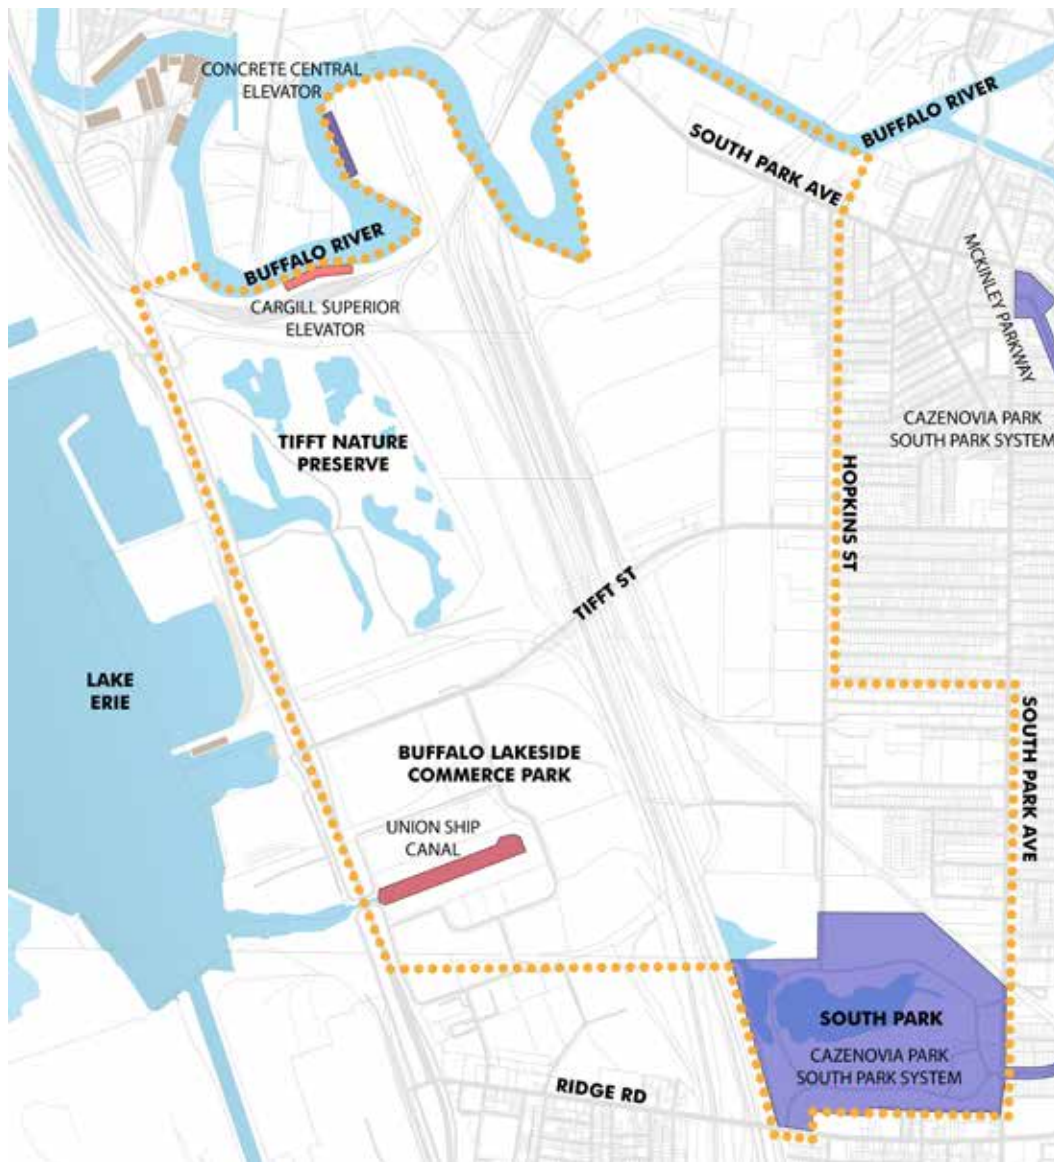 CONCRETE CENTRAL
ELEVATOR
BUFFALO RIVER
SOUTH PARK AVE
BUFFALO RIVER
CARGILL SUPERIOR
ELEVATOR
MCKINLEY PARKWAY
TIFFT NATURE
PRESERVE
CAZENOVIA PARK
SOUTH PARK SYSTEM
HOPKINS ST
TIFFT ST
LAKE
ERIE
SOUTH PARK AVE
BUFFALO LAKESIDE
COMMERCE PARK
UNION SHIP
CANAL
SOUTH PARK
CAZENOVIA PARK
SOUTH PARK SYSTEM
RIDGE RD